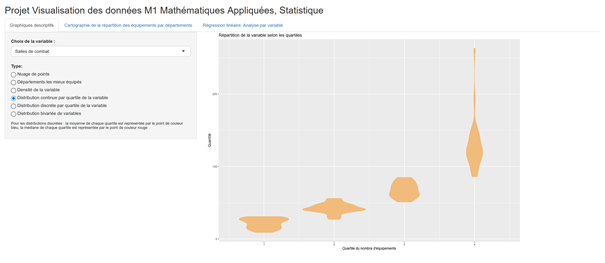 Projet Visualisation des données M1 Mathématiques Appliquées, Statistique
Graphiques descriptifs
Cartographie de la répartition des équipements par départements
Régression linéaire: Analyse par variable
Choix de la variable :
Salles de combat
Type:
Nuage de points
Départements les mieux équipés
Densité de la variable
Distribution continue par quartile de la variable
Distribution discrète par quartile de la variable
Distribution bivariée de variables
Pour les distributions discrètes : la moyenne de chaque quartile est représentée par le point de couleur
bleu, la médiane de chaque quartile est représentée par le point de couleur rouge
Répartition de la variable selon les quartiles
Quantité
200
100
0
1 2 3 4
Quartile du nombre d'équipements